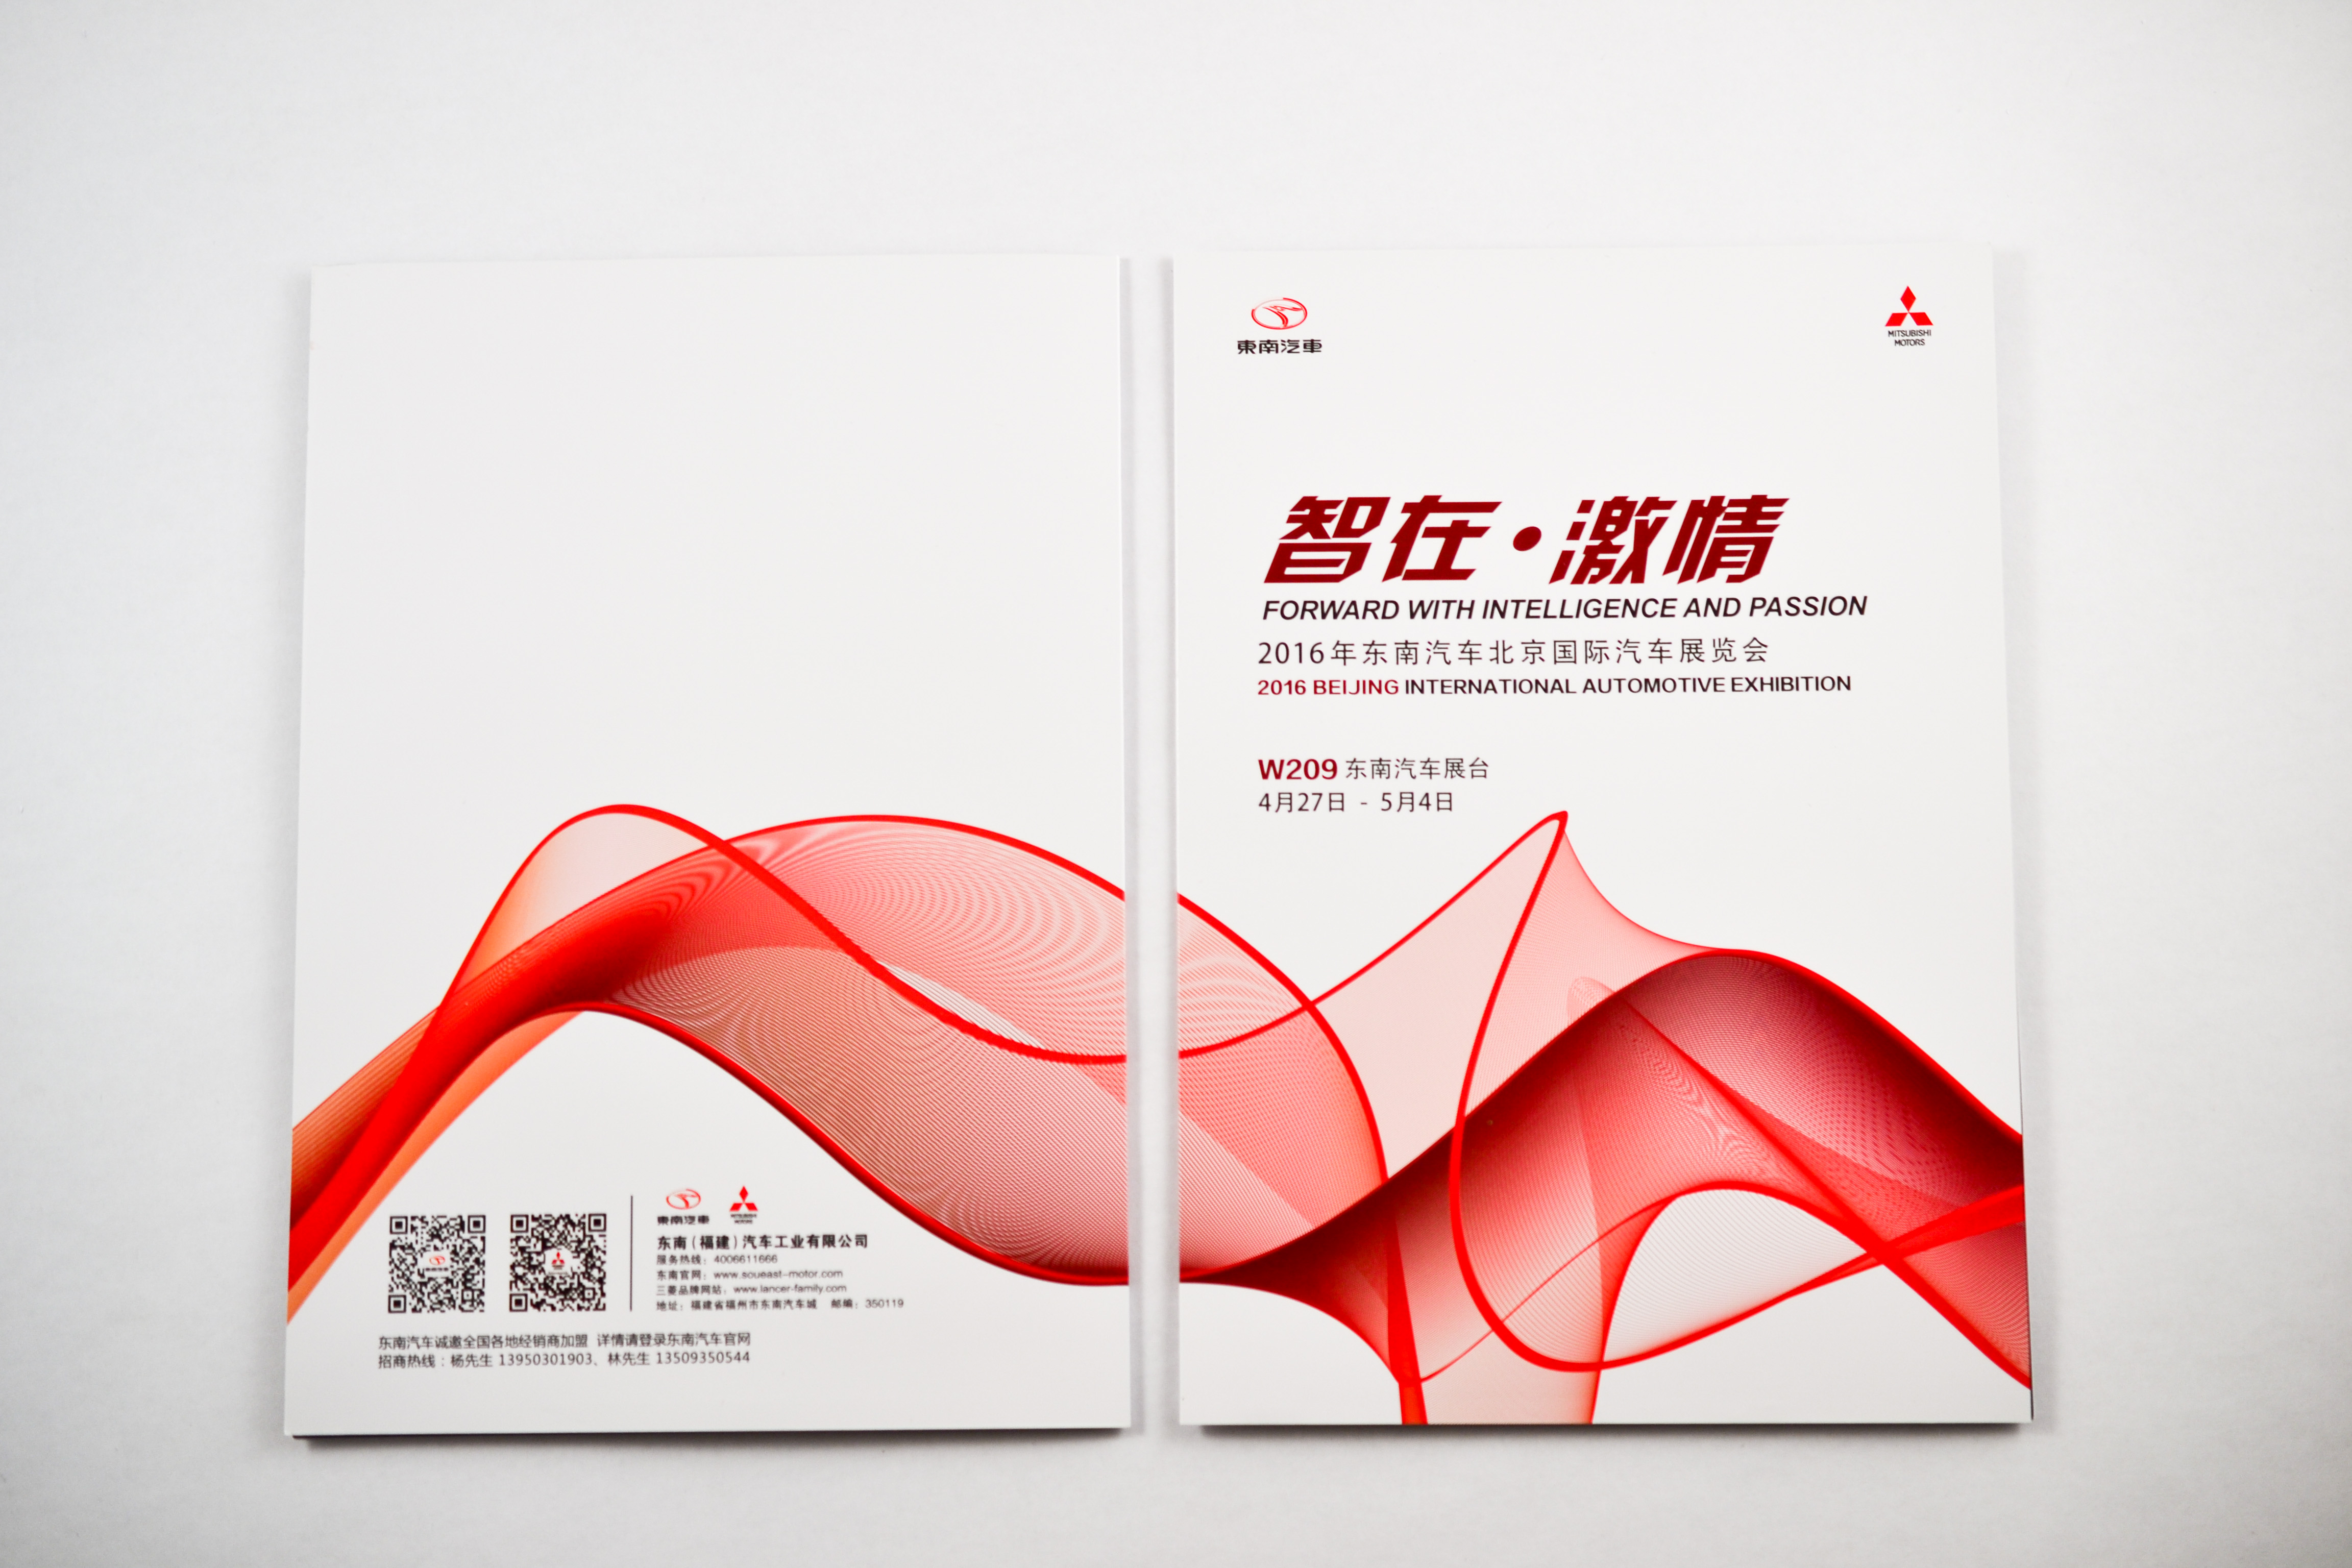 東南汽車
MITSUBISHI
MOTORS
智在·激情
FORWARD WITH INTELLIGENCE AND PASSION
2016年东南汽车北京国际汽车展览会
2016 BEIJING INTERNATIONAL AUTOMOTIVE EXHIBITION
W209 东南汽车展台
4月27日 - 5月4日
東南汽車
MITSUBISHI
MOTORS
东南(福建)汽车工业有限公司
服务热线：4006611666
东南官网：www.soueast-motor.com
三菱品牌网站：www.lancer-family.com
地址：福建省福州市东南汽车城 邮编：350119
东南汽车诚邀全国各地经销商加盟 详情请登录东南汽车官网
招商热线：杨先生 13950301903、林先生 13509350544